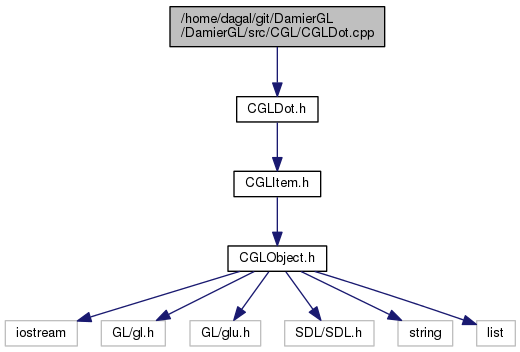 /home/dagal/git/DamierGL
/DamierGL/src/CGL/CGLDot.cpp
CGLDot.h
CGLItem.h
CGLObject.h
iostream
GL/gl.h
GL/glu.h
SDL/SDL.h
string
list